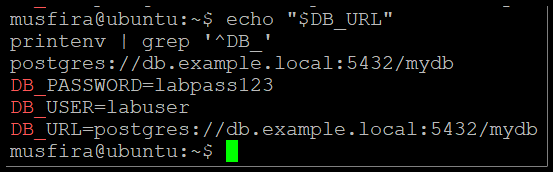 musfira@ubuntu:~$ echo "$DB_URL"
printenv | grep '^DB_'
postgres://db.example.local:5432/mydb
DB_PASSWORD=labpass123
DB_USER=labuser
DB_URL=postgres://db.example.local:5432/mydb
musfira@ubuntu:~$